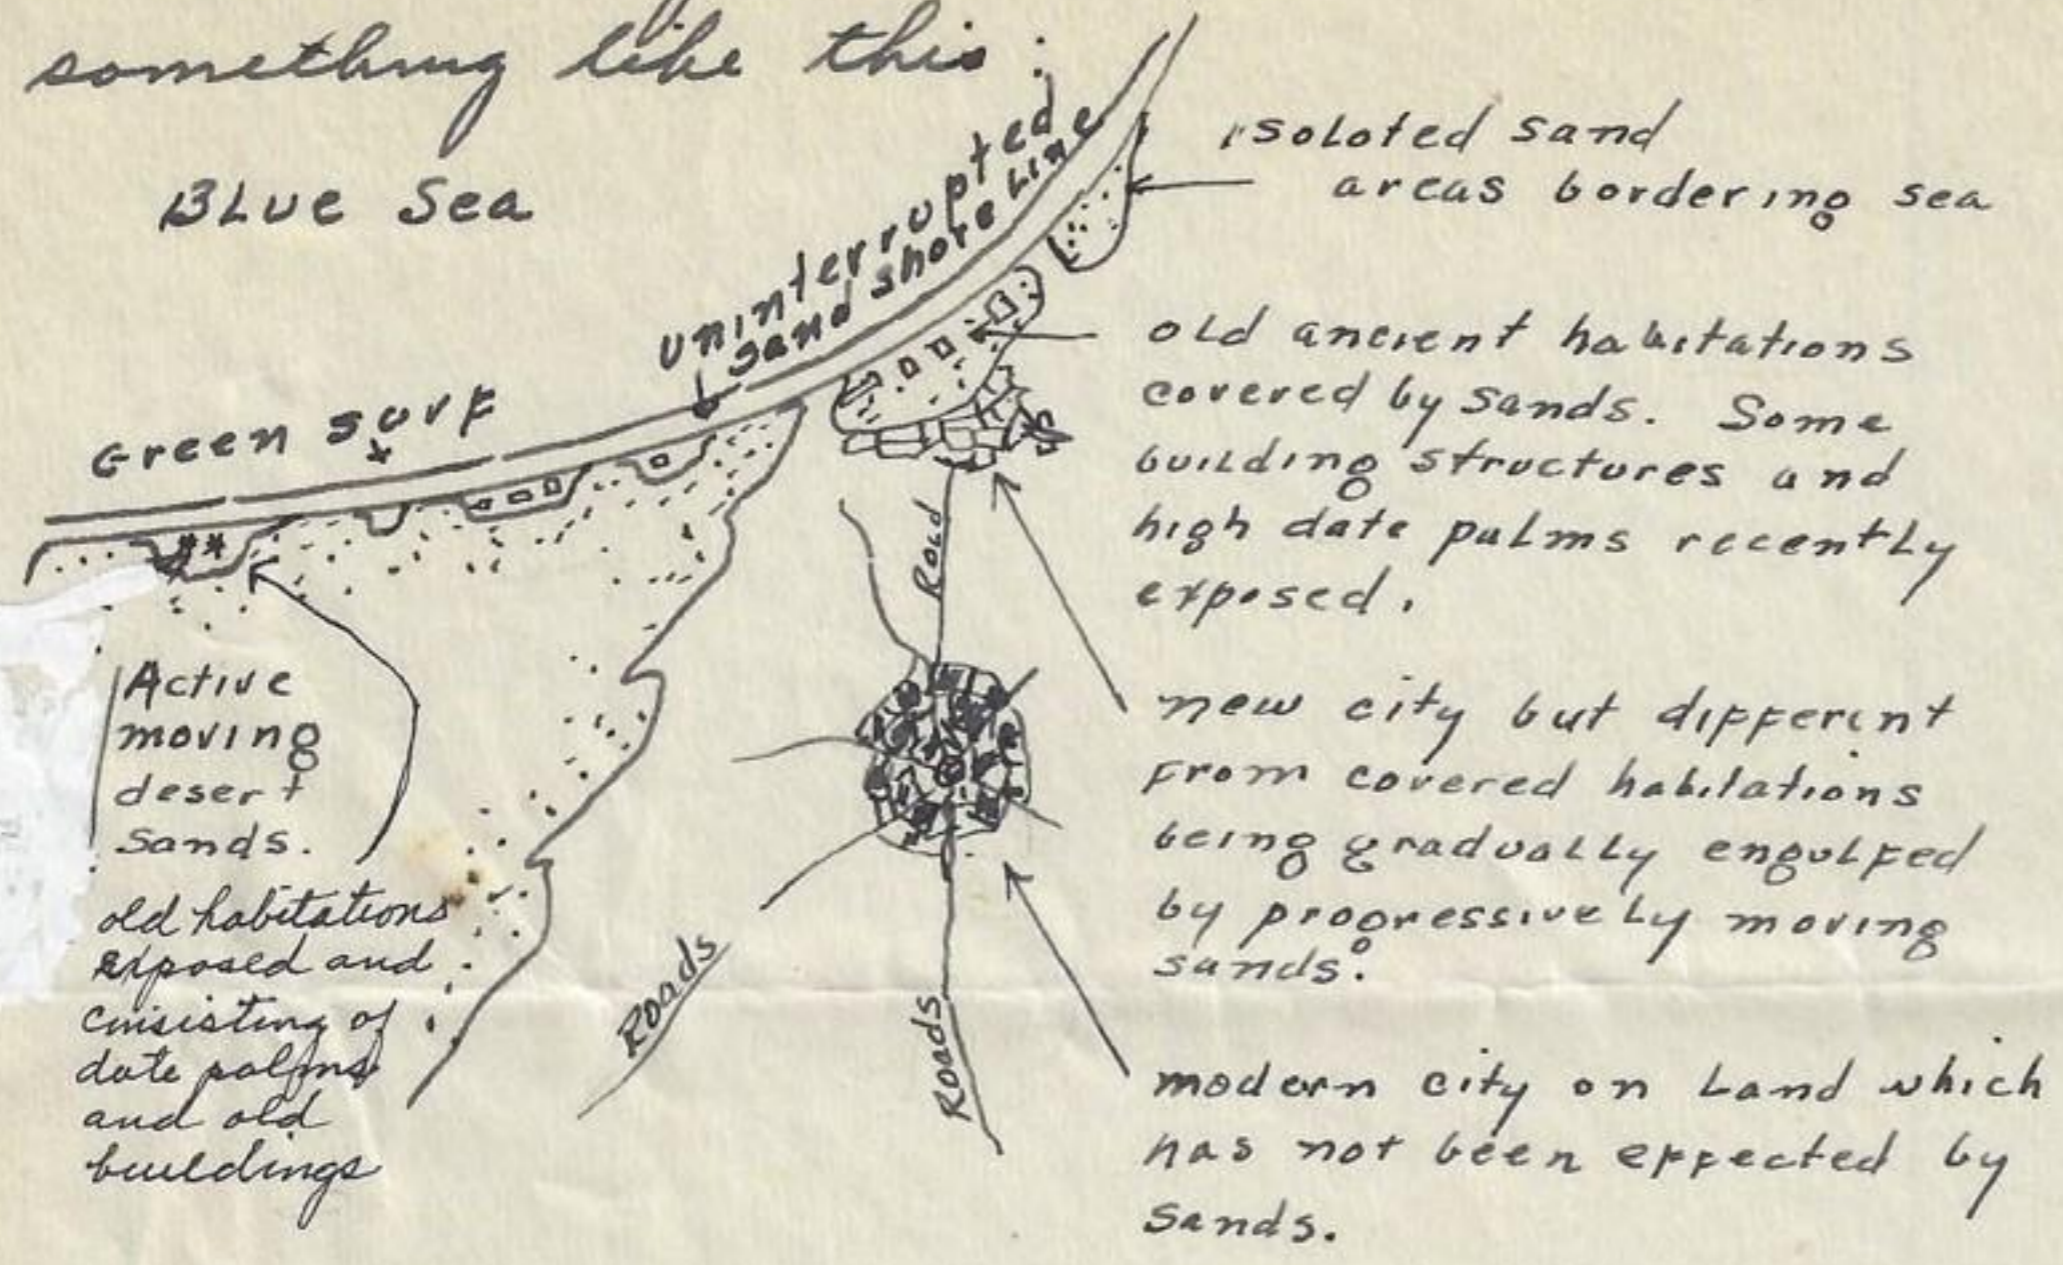 something like this:
Blue Sea
uninterrupted
sand shore line
Green surf
isoloted sand
areas bordering sea
old ancient habitations
covered by sands. Some
building structures and
high date palms recently
exposed.
Road
Active
moving
desert
sands.
new city but different
from covered habitations
being gradually engulfed
by progressively moving
sands.
old habitations
exposed and
consisting of
date palms
and old
buildings
Roads
Roads
modern city on land which
has not been effected by
sands.